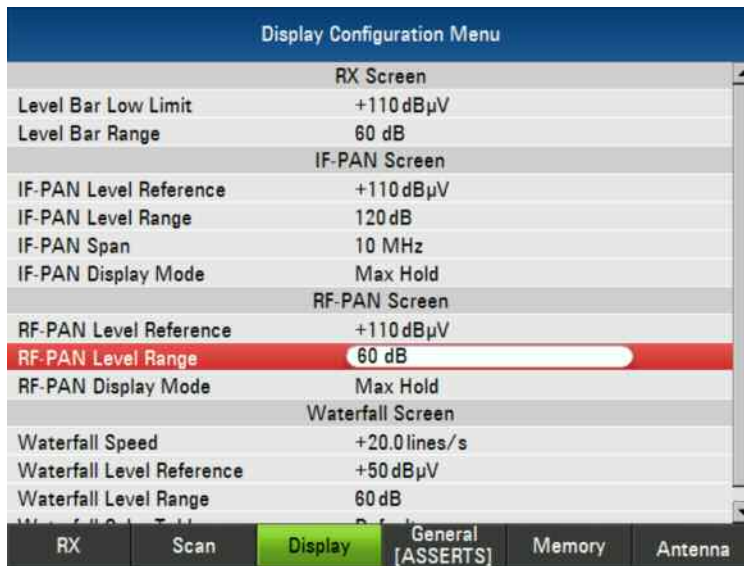 Display Configuration Menu
RX Screen
Level Bar Low Limit +110 dBµV
Level Bar Range 60 dB
IF-PAN Screen
IF-PAN Level Reference +110 dBµV
IF-PAN Level Range 120 dB
IF-PAN Span 10 MHz
IF-PAN Display Mode Max Hold
RF-PAN Screen
RF-PAN Level Reference +110 dBµV
RF-PAN Level Range 60 dB
RF-PAN Display Mode Max Hold
Waterfall Screen
Waterfall Speed +20.0 lines/s
Waterfall Level Reference +50 dBµV
Waterfall Level Range 60 dB
RX Scan Display General [ASSERTS] Memory Antenna